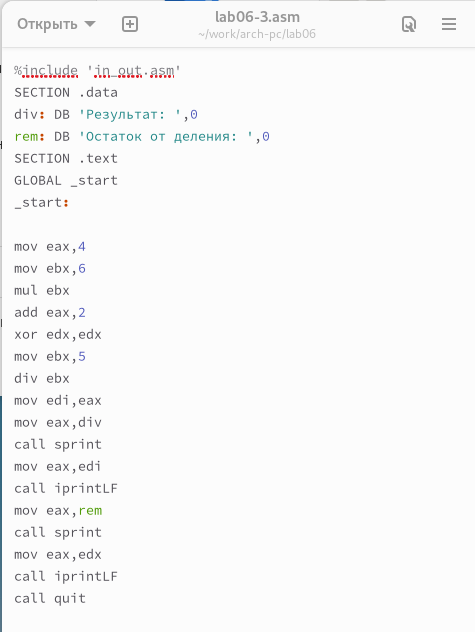 Открыть
lab06-3.asm
~/work/arch-pc/lab06
%include 'in_out.asm'
SECTION .data
div: DB 'Результат: ',0
rem: DB 'Остаток от деления: ',0
SECTION .text
GLOBAL _start
_start:
mov eax,4
mov ebx,6
mul ebx
add eax,2
xor edx,edx
mov ebx,5
div ebx
mov edi,eax
mov eax,div
call sprint
mov eax,edi
call iprintLF
mov eax,rem
call sprint
mov eax,edx
call iprintLF
call quit